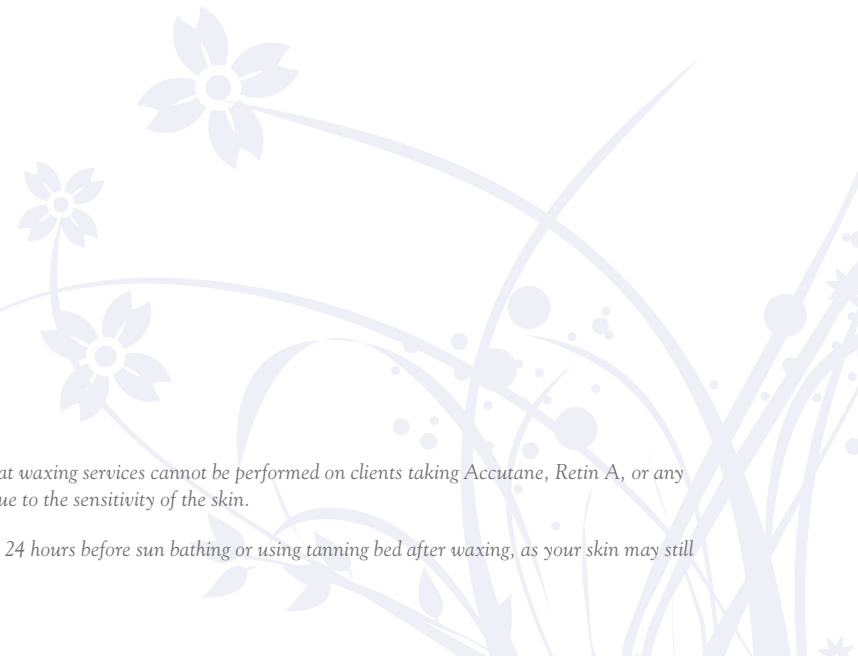 at waxing services cannot be performed on clients taking Accutane, Retin A, or any
ue to the sensitivity of the skin.
24 hours before sun bathing or using tanning bed after waxing, as your skin may still